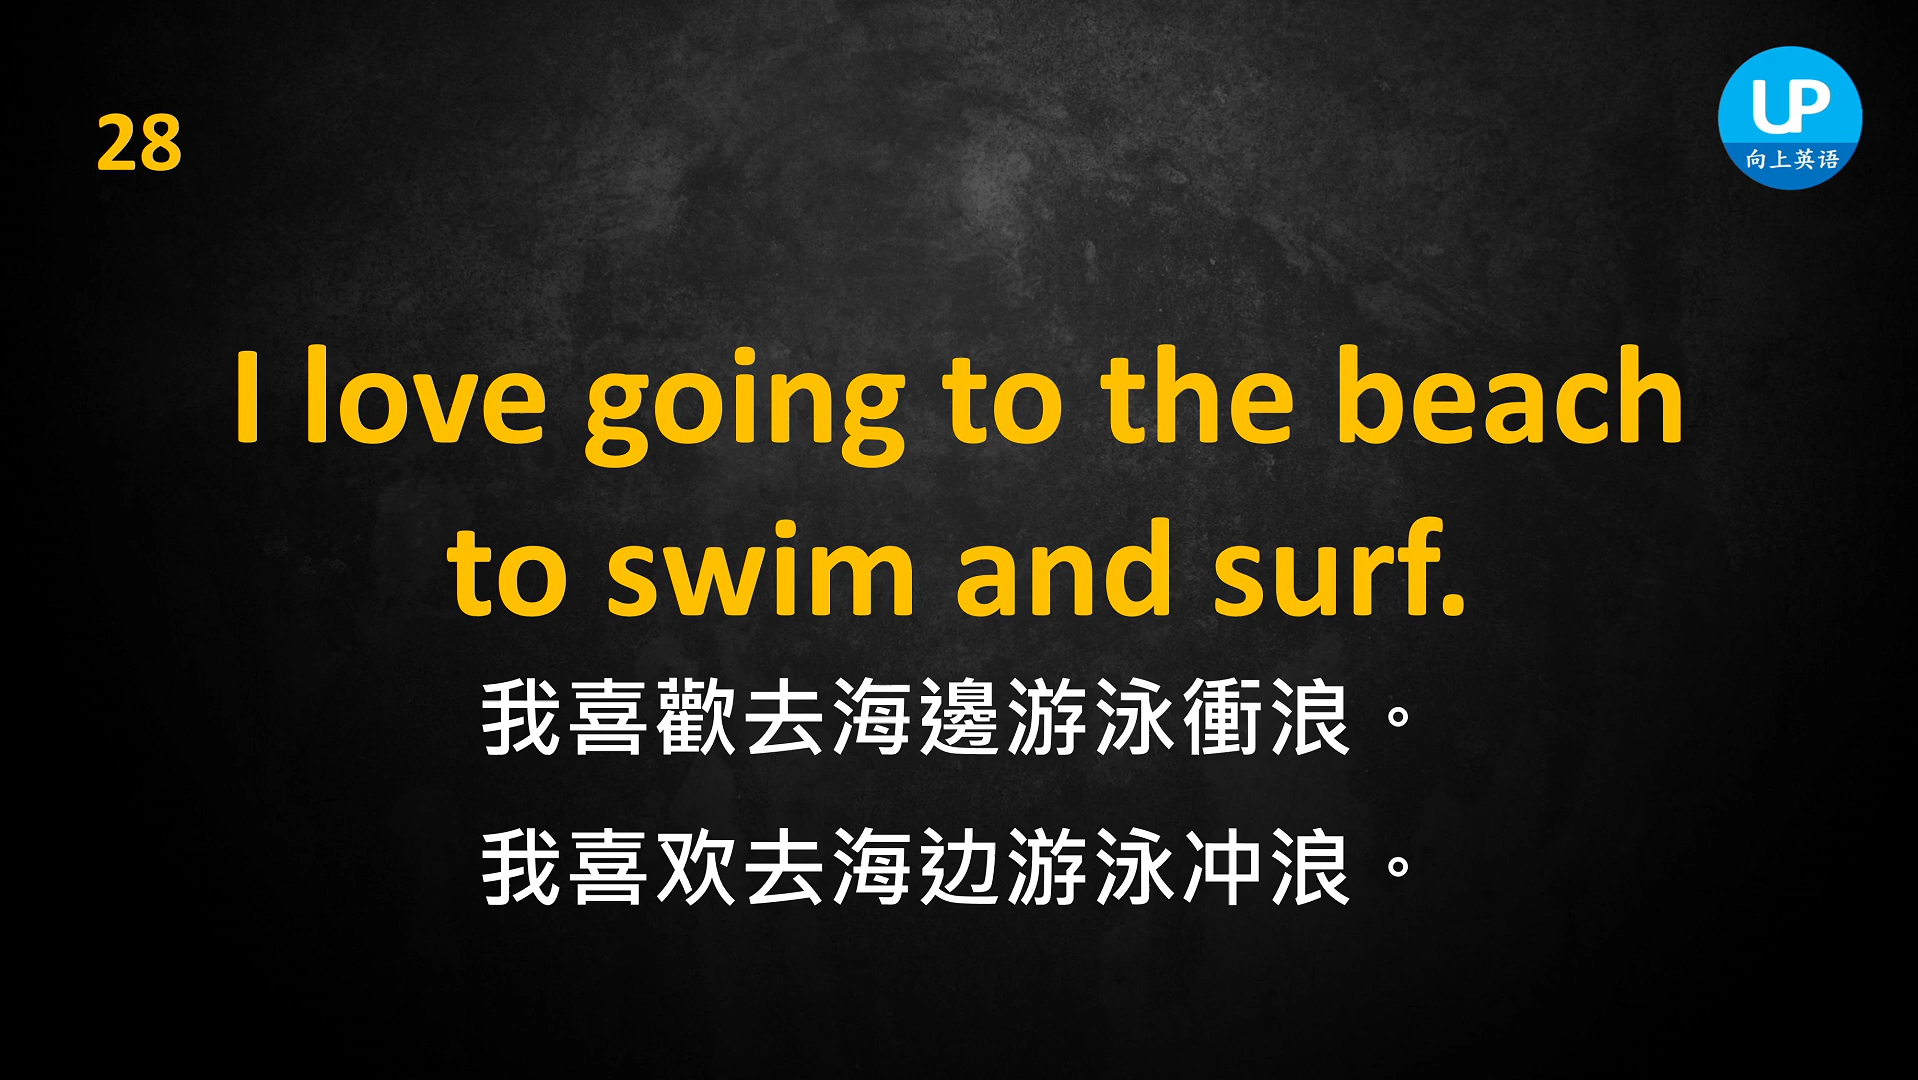 28
UP
向上英语
I love going to the beach
to swim and surf.
我喜歡去海邊游泳衝浪。
我喜欢去海边游泳冲浪。